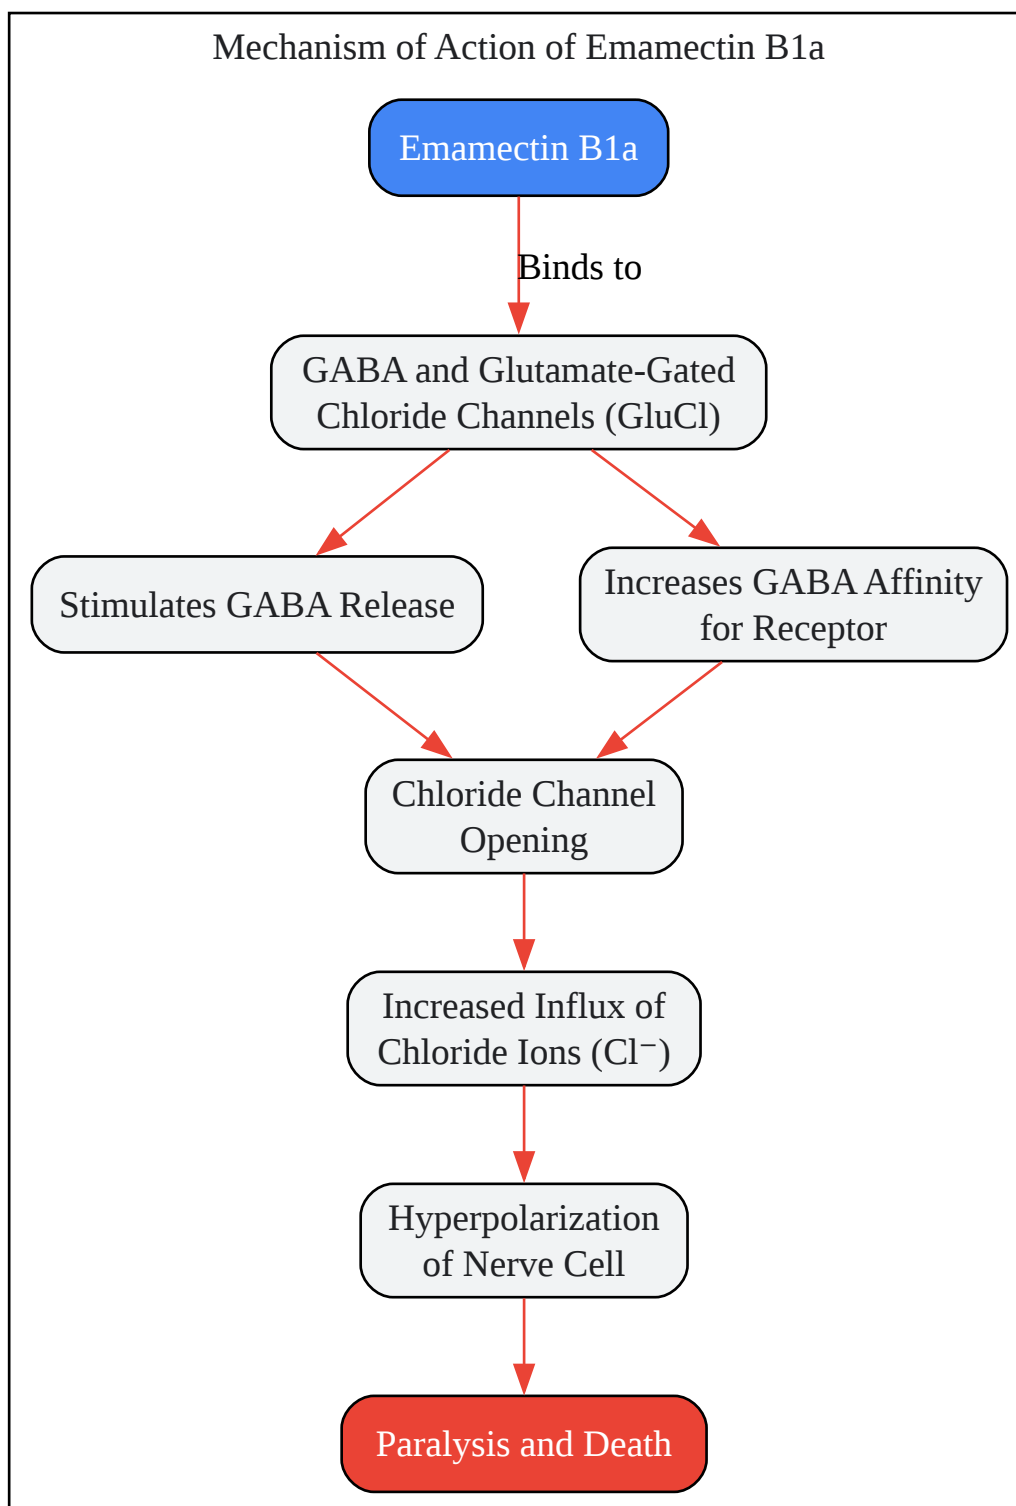 Mechanism of Action of Emamectin B1a
Emamectin B1a
Binds to
GABA and Glutamate-Gated
Chloride Channels (GluCl)
Stimulates GABA Release
Increases GABA Affinity
for Receptor
Chloride Channel
Opening
Increased Influx of
Chloride Ions (Cl⁻)
Hyperpolarization
of Nerve Cell
Paralysis and Death